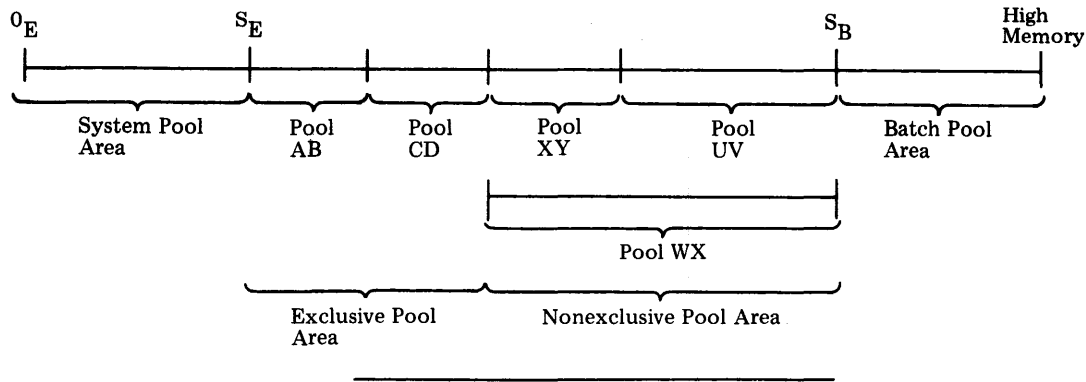 0E
SE
SB
High
Memory
System Pool
Area
Pool
AB
Pool
CD
Pool
XY
Pool
UV
Batch Pool
Area
Pool WX
Exclusive Pool
Area
Nonexclusive Pool Area